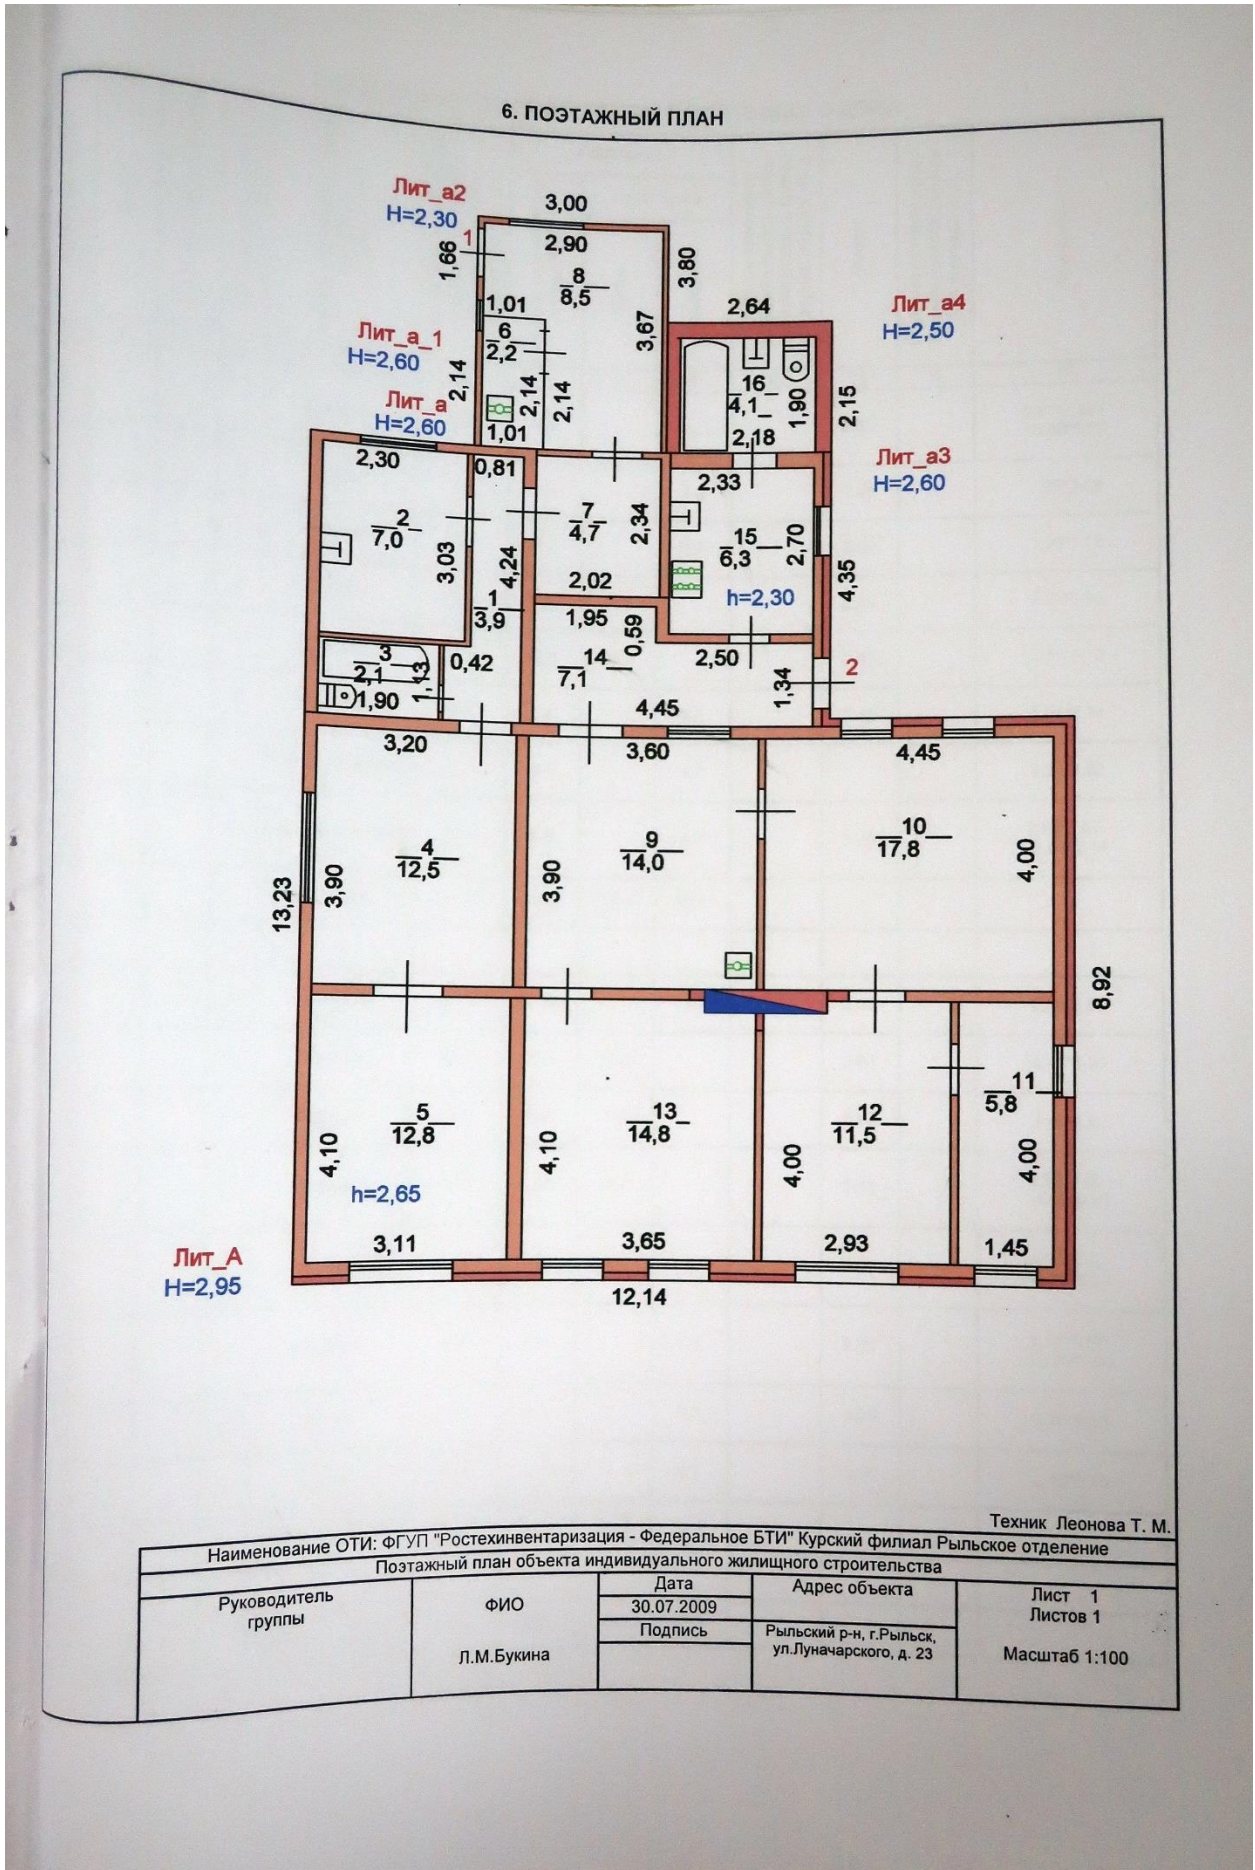 6. ПОЭТАЖНЫЙ ПЛАН
Лит_а2
H=2,30
3,00
1
1,66
2,90
8
8,5
3,80
1,01
6
2,2
3,67
2,64
Лит_а4
H=2,50
Лит_а_1
H=2,60
2,14
2,14
2,14
16
4,1
1,90
2,15
Лит_а
H=2,60
1,01
2,18
2,30
0,81
2,33
Лит_а3
H=2,60
2
7,0
3,03
4,24
7
4,7
2,34
15
6,3
2,70
4,35
2,02
h=2,30
1
3,9
1,95
0,59
3
2,1
1,90
1,13
0,42
14
7,1
2,50
1,34
2
4,45
3,20
3,60
4,45
4
12,5
9
14,0
10
17,8
13,23
3,90
3,90
4,00
8,92
5
12,8
13
14,8
12
11,5
11
5,8
4,10
4,10
4,00
4,00
h=2,65
3,11
3,65
2,93
1,45
Лит_А
H=2,95
12,14
Техник Леонова Т. М.
Наименование ОТИ: ФГУП "Ростехинвентаризация - Федеральное БТИ" Курский филиал Рыльское отделение
Поэтажный план объекта индивидуального жилищного строительства
Руководитель
группы
ФИО
Л.М.Букина
Дата
30.07.2009
Подпись
Адрес объекта
Рыльский р-н, г.Рыльск,
ул.Луначарского, д. 23
Лист 1
Листов 1
Масштаб 1:100